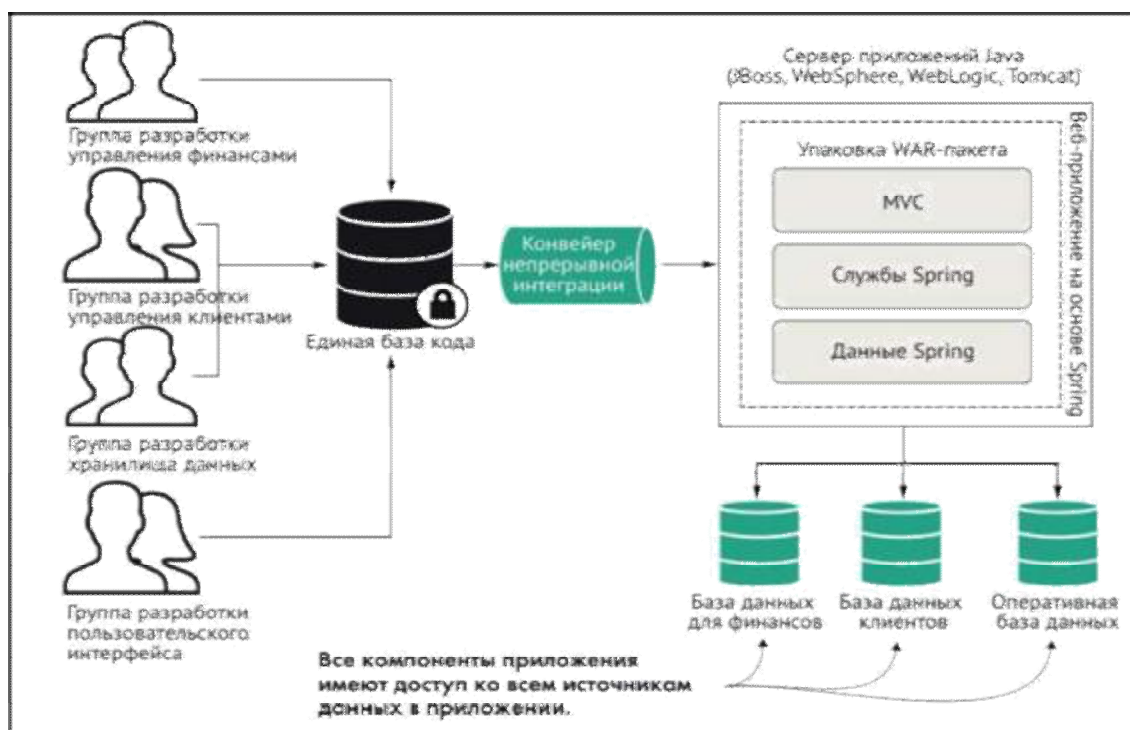 Группа разработки
управления финансами
Группа разработки
управления клиентами
Группа разработки
хранилища данных
Группа разработки
пользовательского
интерфейса
Единая база кода
Конвейер
непрерывной
интеграции
Сервер приложений Java
(JBoss, WebSphere, WebLogic, Tomcat)
Упаковка WAR-пакета
MVC
Службы Spring
Данные Spring
Веб-приложение на основе Spring
База данных
для финансов
База данных
клиентов
Оперативная
база данных
Все компоненты приложения
имеют доступ ко всем источникам
данных в приложении.